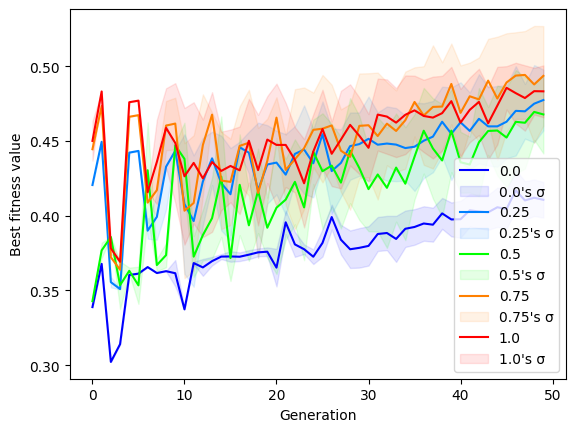 Best fitness value
0.50
0.45
0.40
0.35
0.30
0
10
20
30
40
50
Generation
0.0
0.0's σ
0.25
0.25's σ
0.5
0.5's σ
0.75
0.75's σ
1.0
1.0's σ